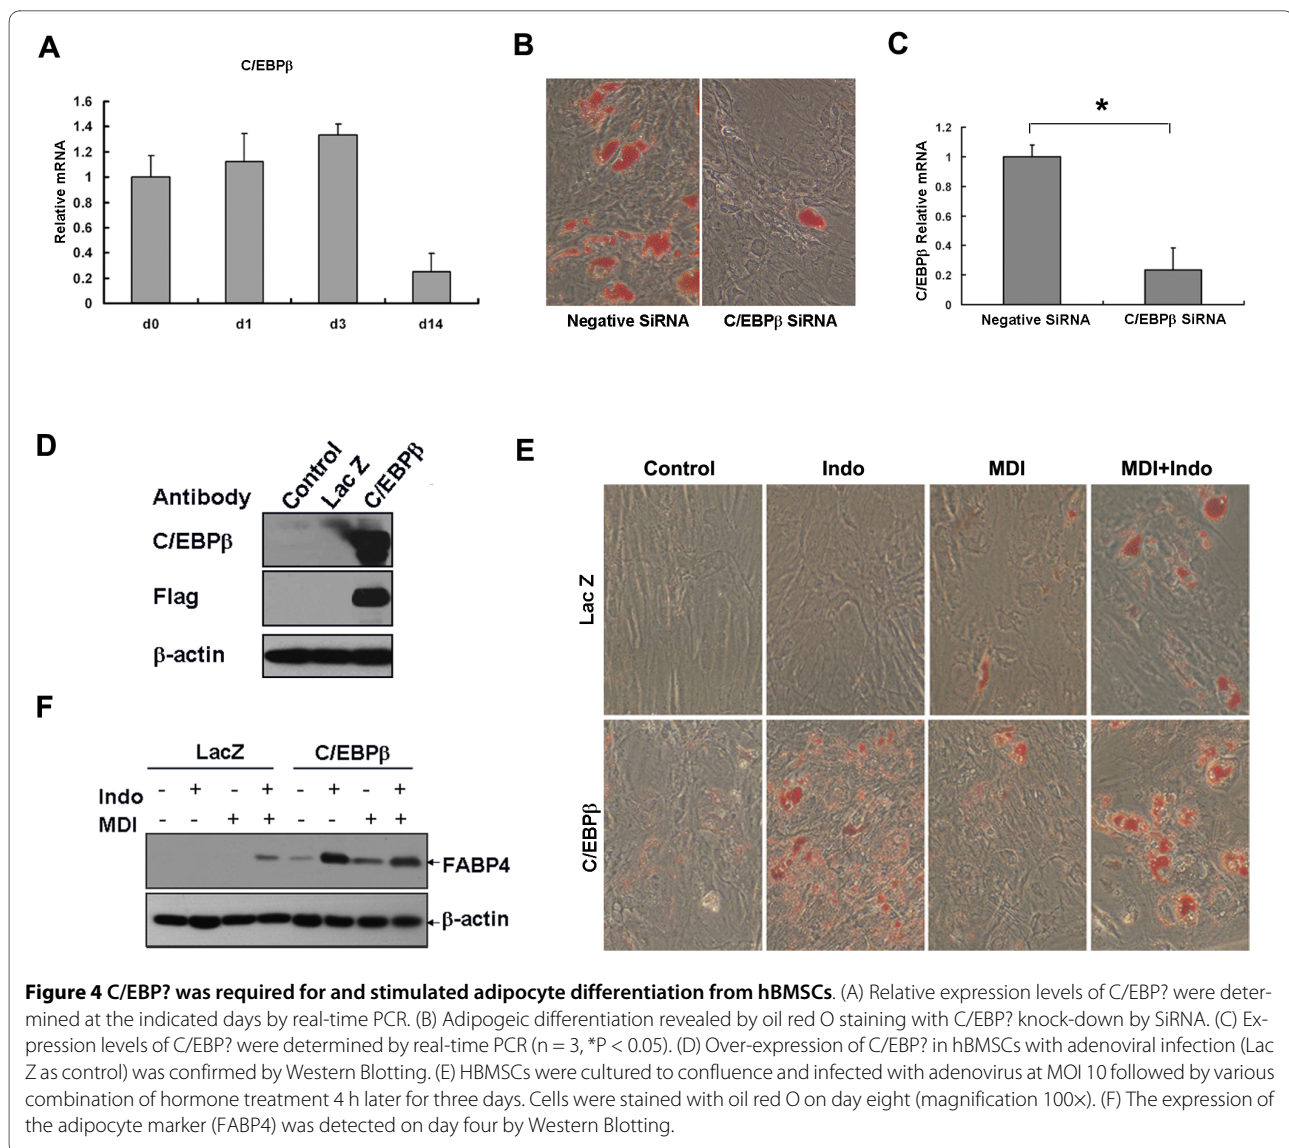 A
C/EBPβ
Relative mRNA
1.6
1.4
1.2
1
0.8
0.6
0.4
0.2
0
d0 d1 d3 d14
B
Negative SiRNA C/EBPβ SiRNA
C
*
C/EBPβ Relative mRNA
1.2
1
0.8
0.6
0.4
0.2
0
Negative SiRNA C/EBPβ SiRNA
D
Control Lac Z C/EBPβ
Antibody
C/EBPβ
Flag
β-actin
E
Control Indo MDI MDI+Indo
Lac Z
C/EBPβ
F
LacZ C/EBPβ
Indo - + - + - + - +
MDI - - + + - - + +
FABP4
β-actin
Figure 4 C/EBP? was required for and stimulated adipocyte differentiation from hBMSCs. (A) Relative expression levels of C/EBP? were deter-
mined at the indicated days by real-time PCR. (B) Adipogeic differentiation revealed by oil red O staining with C/EBP? knock-down by SiRNA. (C) Ex-
pression levels of C/EBP? were determined by real-time PCR (n = 3, *P < 0.05). (D) Over-expression of C/EBP? in hBMSCs with adenoviral infection (Lac
Z as control) was confirmed by Western Blotting. (E) HBMSCs were cultured to confluence and infected with adenovirus at MOI 10 followed by various
combination of hormone treatment 4 h later for three days. Cells were stained with oil red O on day eight (magnification 100×). (F) The expression of
the adipocyte marker (FABP4) was detected on day four by Western Blotting.